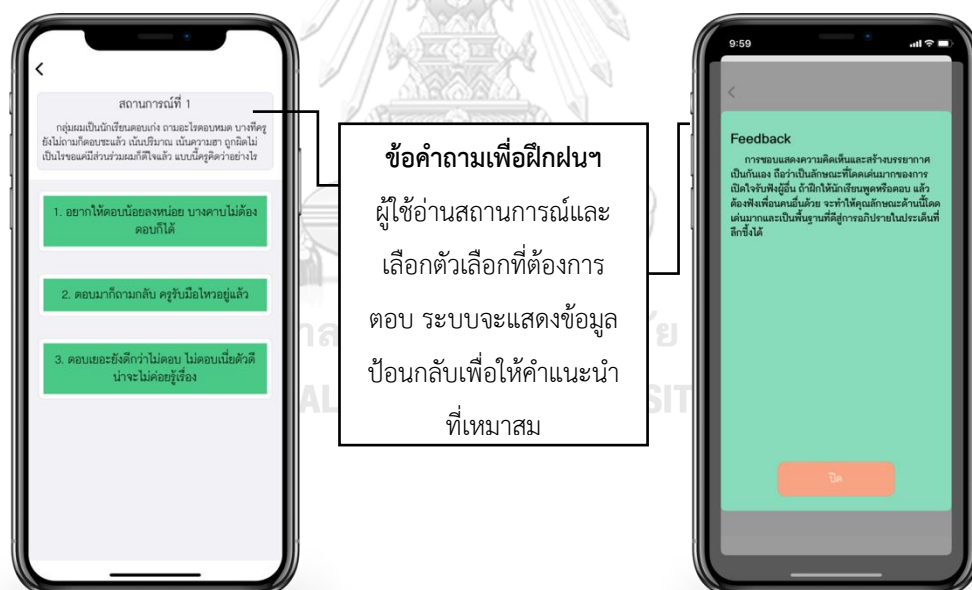 สถานการณ์ที่ 1
กลุ่มผมเป็นนักเรียนตอบเก่ง ถามอะไรตอบหมด บางทีครู
ยังไม่ถามก็ตอบซะแล้ว เน้นปริมาณ เน้นความฮา ถูกผิดไม่
เป็นไรขอแค่มีส่วนร่วมผมก็ดีใจแล้ว แบบนี้ครูคิดว่าอย่างไร
1. อยากให้ตอบน้อยลงหน่อย บางคาบไม่ต้อง
ตอบก็ได้
2. ตอบมาก็ถามกลับ ครูรับมือไหวอยู่แล้ว
3. ตอบเยอะยังดีกว่าไม่ตอบ ไม่ตอบเนี่ยตัวดี
น่าจะไม่ค่อยรู้เรื่อง
ข้อคำถามเพื่อฝึกฝนฯ
ผู้ใช้อ่านสถานการณ์และ
เลือกตัวเลือกที่ต้องการ
ตอบ ระบบจะแสดงข้อมูล
ป้อนกลับเพื่อให้คำแนะนำ
ที่เหมาะสม
9:59
Feedback
การชอบแสดงความคิดเห็นและสร้างบรรยากาศ
เป็นกันเอง ถือว่าเป็นลักษณะที่โดดเด่นมากของการ
เปิดใจรับฟังผู้อื่น ถ้าฝึกให้นักเรียนพูดหรือตอบ แล้ว
ต้องฟังเพื่อนคนอื่นด้วย จะทำให้คุณลักษณะด้านนี้โดด
เด่นมากและเป็นพื้นฐานที่ดีสู่การอภิปรายในประเด็นที่
ลึกซึ้งได้
ปิด